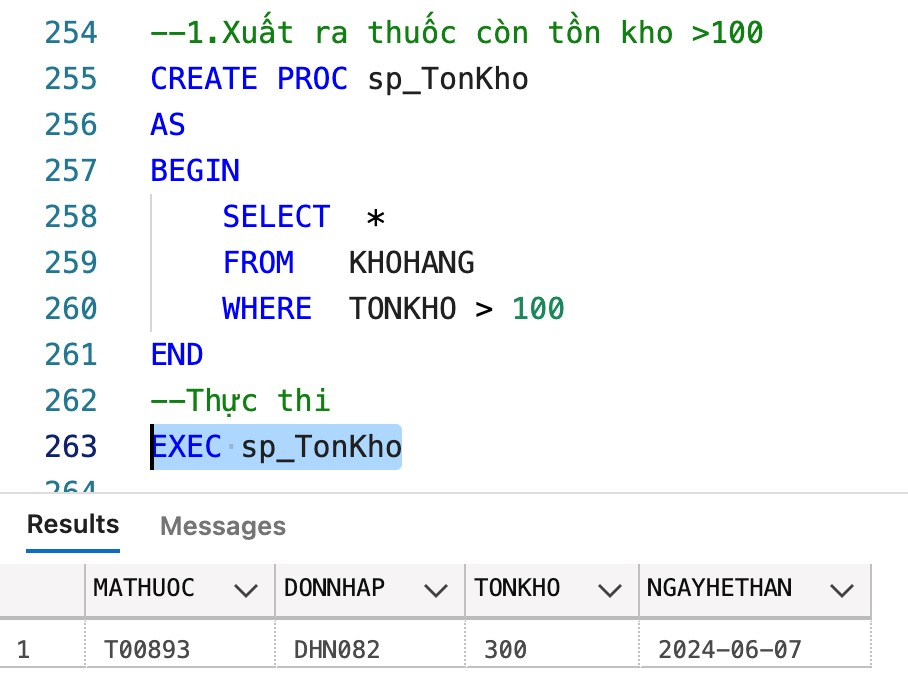 254 --1.Xuất ra thuốc còn tồn kho >100
255 CREATE PROC sp_TonKho
256 AS
257 BEGIN
258 SELECT *
259 FROM KHOHANG
260 WHERE TONKHO > 100
261 END
262 --Thực thi
263 EXEC sp_TonKho
264
Results Messages
MATHUOC DONNHAP TONKHO NGAYHETHAN
1 T00893 DHN082 300 2024-06-07